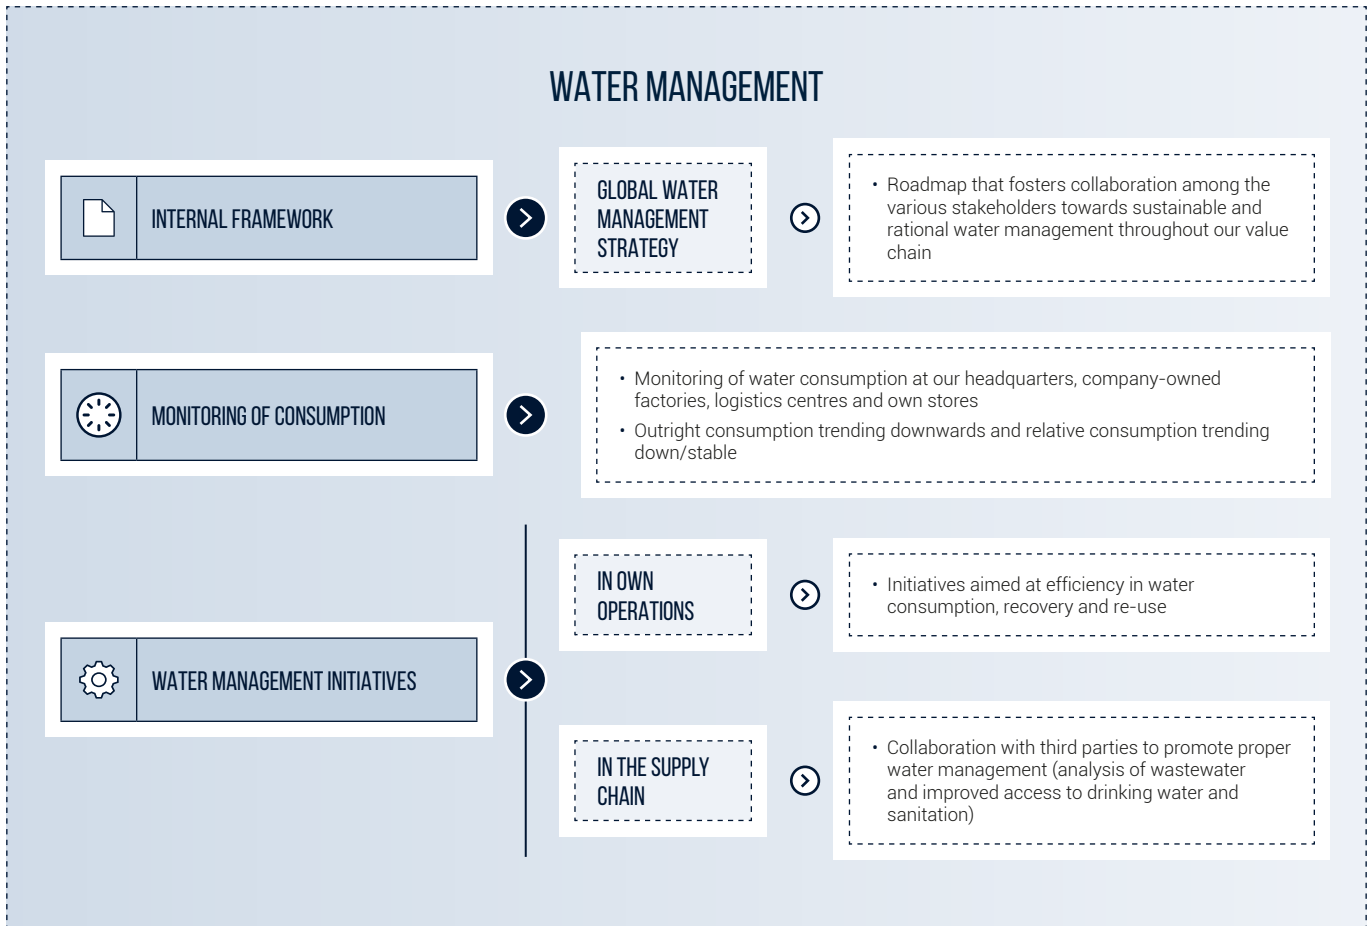 WATER MANAGEMENT
INTERNAL FRAMEWORK
GLOBAL WATER
MANAGEMENT
STRATEGY
• Roadmap that fosters collaboration among the
various stakeholders towards sustainable and
rational water management throughout our value
chain
MONITORING OF CONSUMPTION
• Monitoring of water consumption at our headquarters, company-owned
factories, logistics centres and own stores
• Outright consumption trending downwards and relative consumption trending
down/stable
WATER MANAGEMENT INITIATIVES
IN OWN
OPERATIONS
• Initiatives aimed at efficiency in water
consumption, recovery and re-use
IN THE SUPPLY
CHAIN
• Collaboration with third parties to promote proper
water management (analysis of wastewater
and improved access to drinking water and
sanitation)